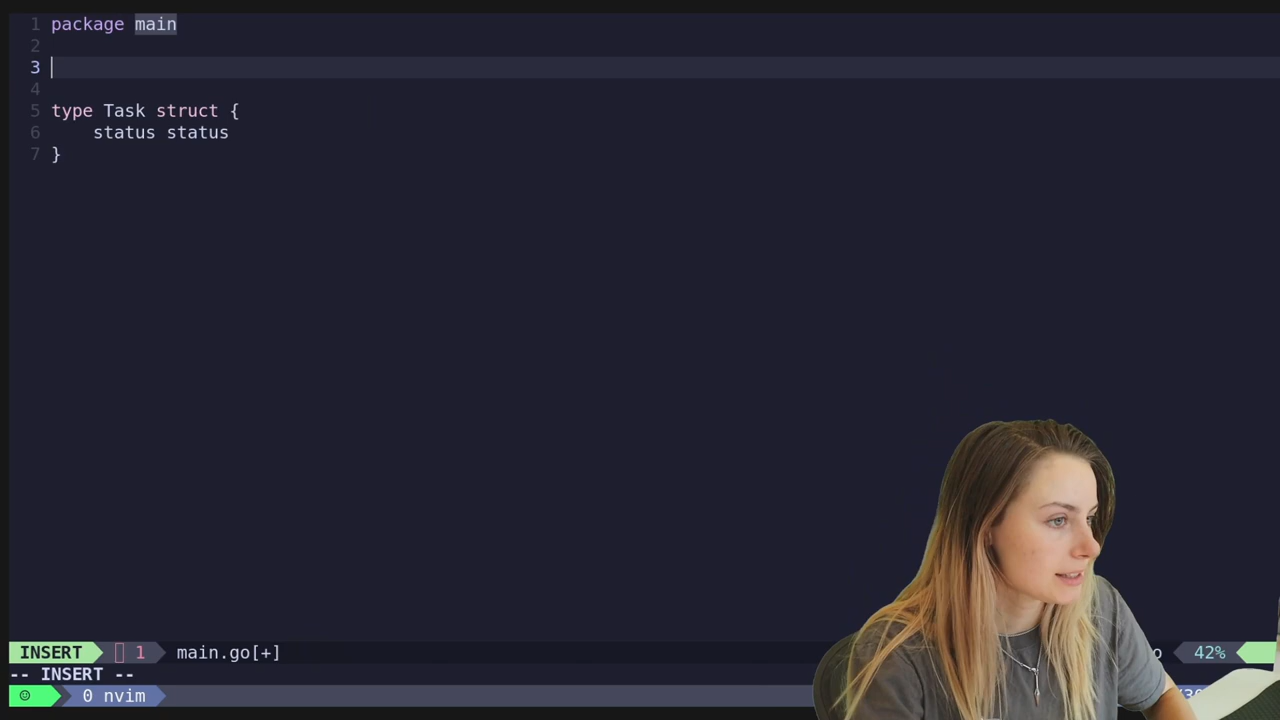 1 package main
2
3
4
5 type Task struct {
6 status status
7 }
INSERT 1 main.go[+] 42%
-- INSERT --
☺ 0 nvim